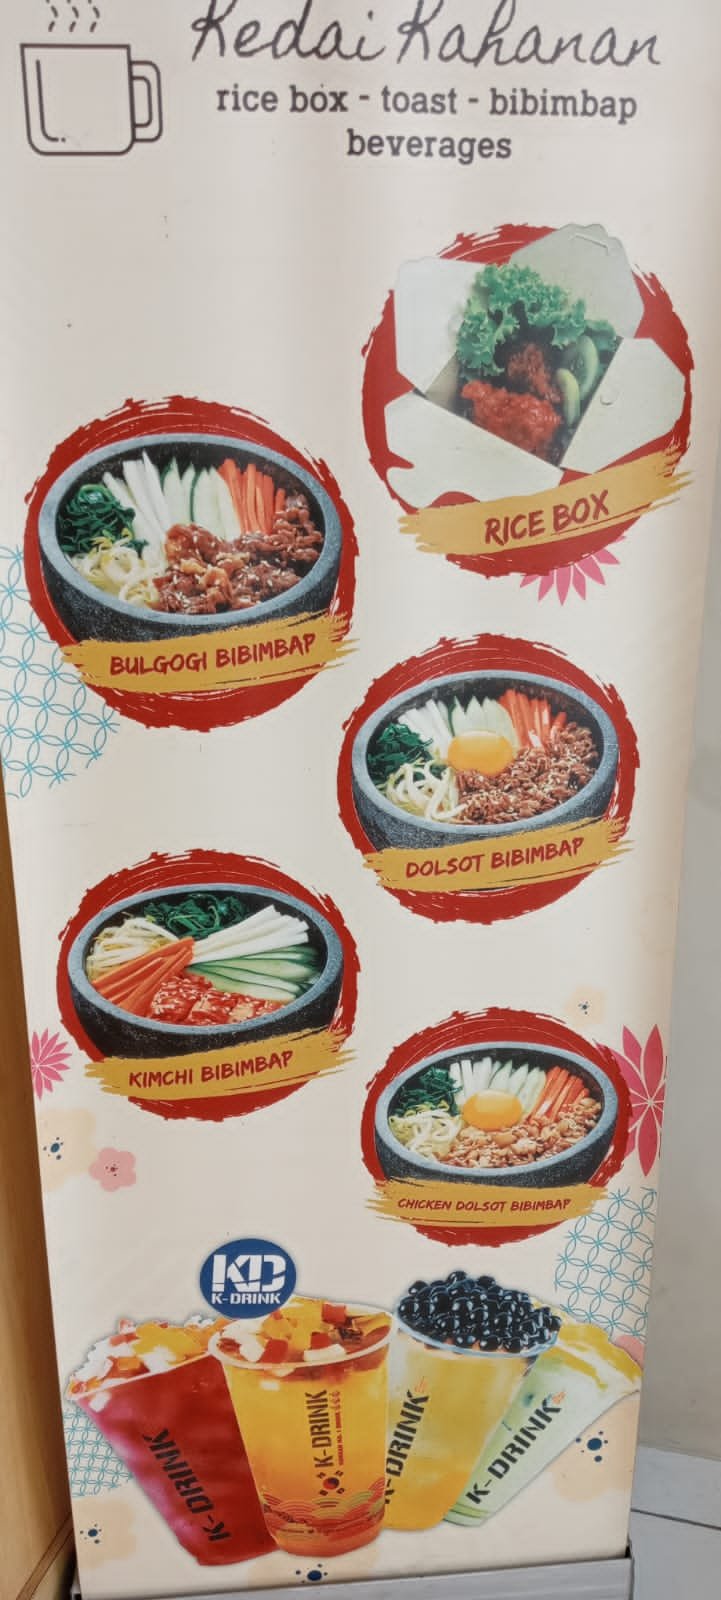 Kedai Kahanan
rice box - toast - bibimbap
beverages
RICE BOX
BULGOGI BIBIMBAP
DOLSOT BIBIMBAP
KIMCHI BIBIMBAP
CHICKEN DOLSOT BIBIMBAP
KD
K-DRINK
K-DRINK
K-DRINK
K-DRINK
K-DRINK